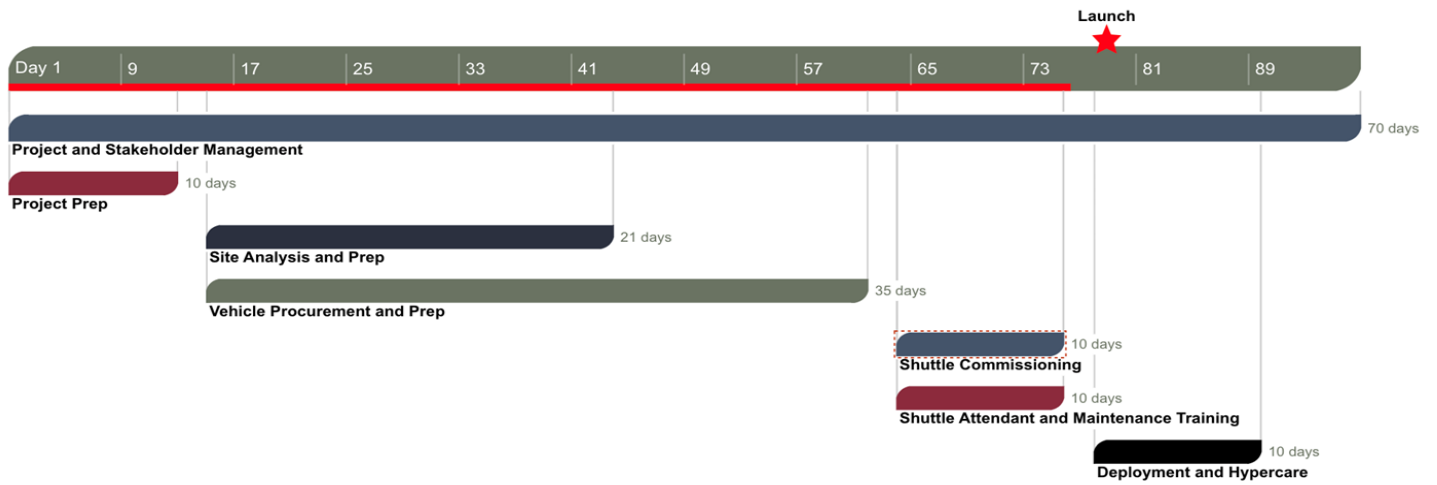 Launch
Day 1 9 17 25 33 41 49 57 65 73 81 89
70 days
Project and Stakeholder Management
10 days
Project Prep
21 days
Site Analysis and Prep
35 days
Vehicle Procurement and Prep
10 days
Shuttle Commissioning
10 days
Shuttle Attendant and Maintenance Training
10 days
Deployment and Hypercare